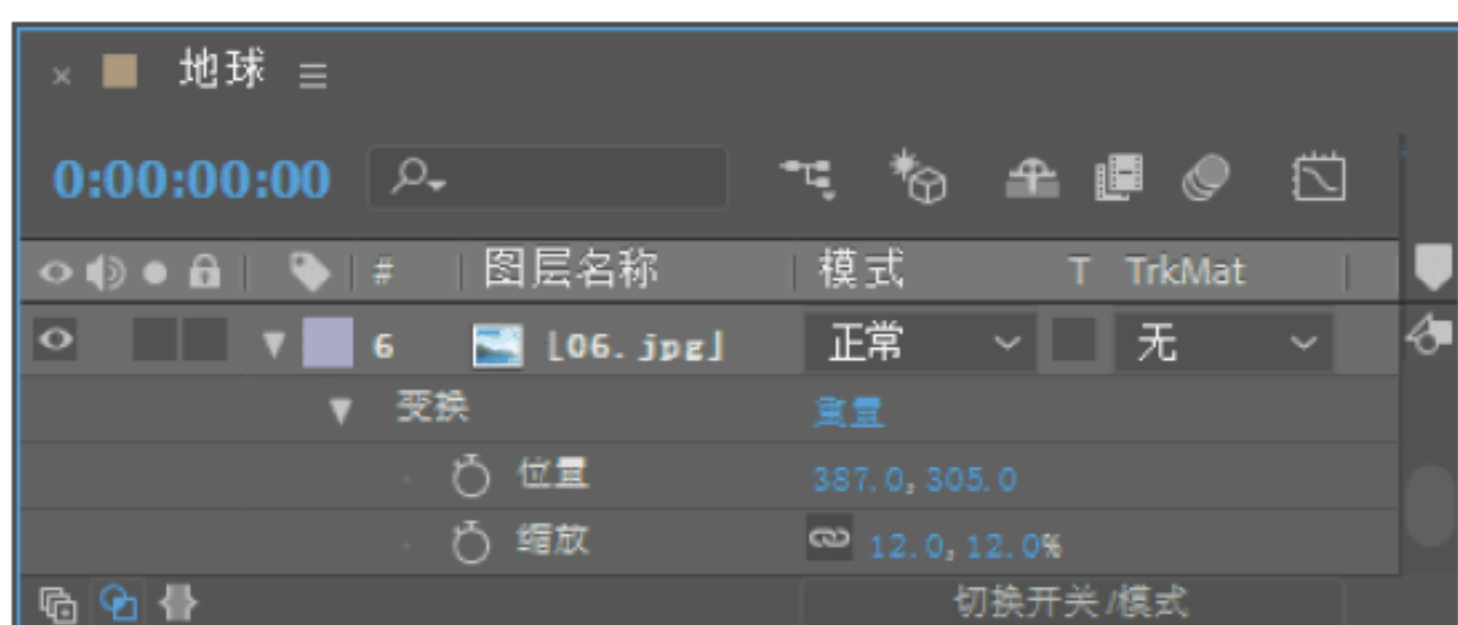 地球
0:00:00:00
# 图层名称 模式 T TrkMat
6 [06.jpg] 正常 无
变换 重置
位置 387.0, 305.0
缩放 12.0, 12.0%
切换开关/模式